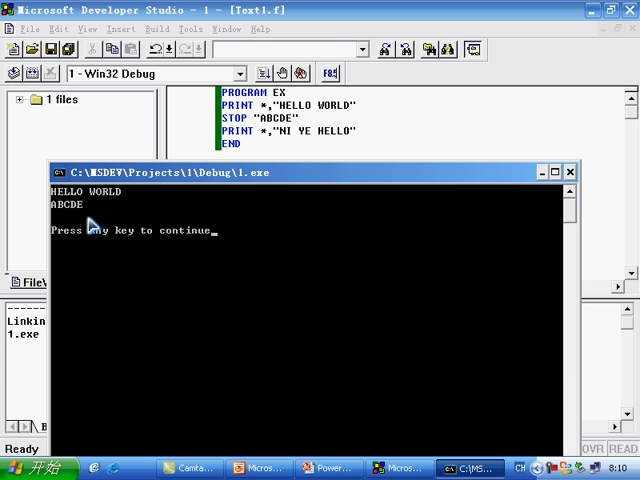 Microsoft Developer Studio - 1 - [Text1.f]
File Edit View Insert Build Tools Window Help
1 - Win32 Debug
1 files
PROGRAM EX
PRINT *,"HELLO WORLD"
STOP "ABCDE"
PRINT *,"NI YE HELLO"
END
C:\MSDEV\Projects\1\Debug\1.exe
HELLO WORLD
ABCDE
Press any key to continue_
FileV
Linkin
1.exe
Ready
OVR READ
开始 Camta... Micros... Power... Micros... C:\MS... CH 8:10